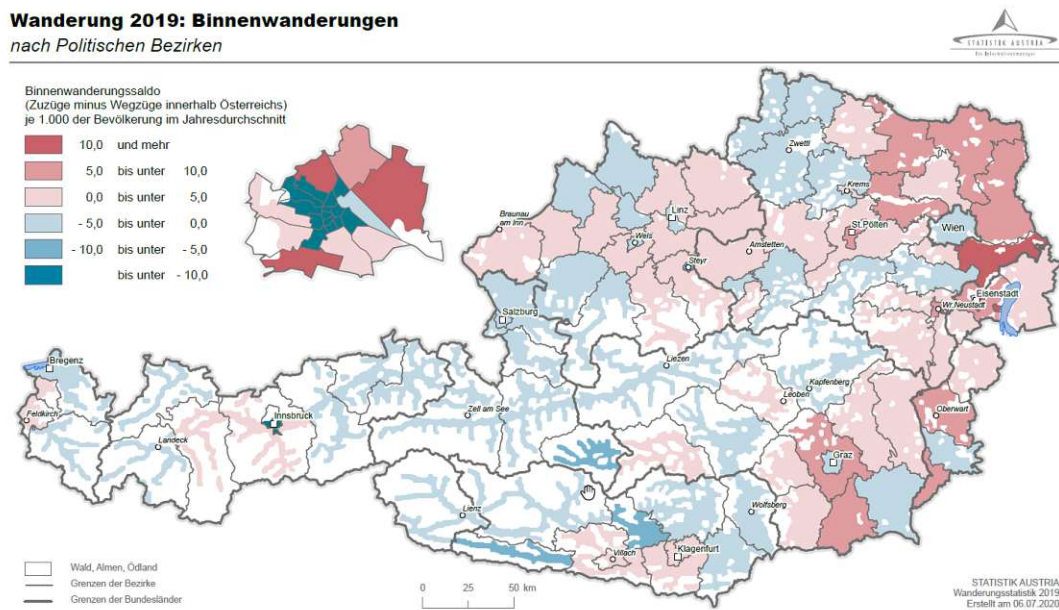 Wanderung 2019: Binnenwanderungen
nach Politischen Bezirken
STATISTIK AUSTRIA
Die Informationsmanager
Binnenwanderungssaldo
(Zuzüge minus Wegzüge innerhalb Österreichs)
je 1.000 der Bevölkerung im Jahresdurchschnitt
10,0 und mehr
5,0 bis unter 10,0
0,0 bis unter 5,0
- 5,0 bis unter 0,0
- 10,0 bis unter - 5,0
bis unter - 10,0
Zwettl
Krems
Braunau
am Inn
Linz
St.Pölten
Wien
Wels
Amstetten
Steyr
Eisenstadt
Wr.Neustadt
Salzburg
Bregenz
Liezen
Kapfenberg
Leoben
Feldkirch
Innsbruck
Zell am See
Oberwart
Landeck
Graz
Lienz
Wolfsberg
Villach
Klagenfurt
Wald, Almen, Ödland
Grenzen der Bezirke
Grenzen der Bundesländer
0 25 50 km
STATISTIK AUSTRIA
Wanderungsstatistik 2019
Erstellt am 06.07.2020